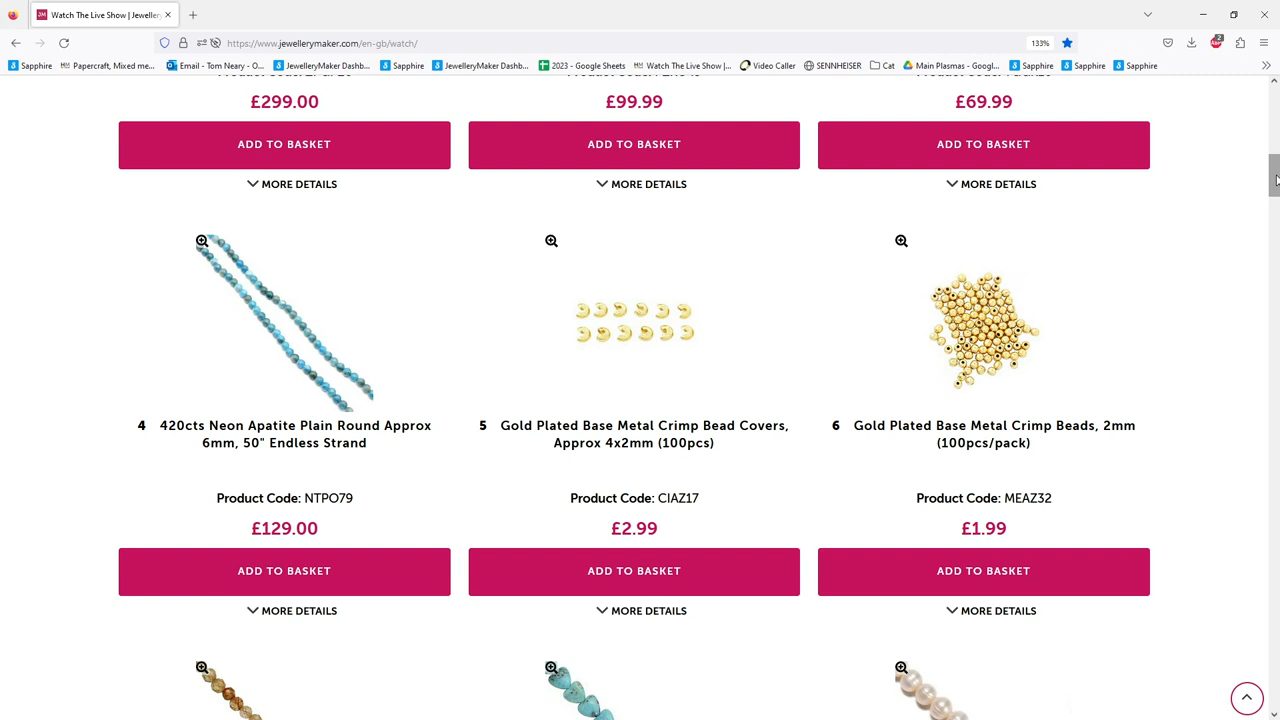 Watch The Live Show | Jeweller
https://www.jewellerymaker.com/en-gb/watch/
133%
2
Sapphire
Papercraft, Mixed me...
Email - Tom Neary - O...
JewelleryMaker Dashb...
Sapphire
JewelleryMaker Dashb...
2023 - Google Sheets
Watch The Live Show |...
Video Caller
SENNHEISER
Cat
Main Plasmas - Googl...
Sapphire
Sapphire
Sapphire
£299.00
£99.99
£69.99
ADD TO BASKET
ADD TO BASKET
ADD TO BASKET
MORE DETAILS
MORE DETAILS
MORE DETAILS
4 420cts Neon Apatite Plain Round Approx
6mm, 50" Endless Strand
5 Gold Plated Base Metal Crimp Bead Covers,
Approx 4x2mm (100pcs)
6 Gold Plated Base Metal Crimp Beads, 2mm
(100pcs/pack)
Product Code: NTPO79
Product Code: CIAZ17
Product Code: MEAZ32
£129.00
£2.99
£1.99
ADD TO BASKET
ADD TO BASKET
ADD TO BASKET
MORE DETAILS
MORE DETAILS
MORE DETAILS